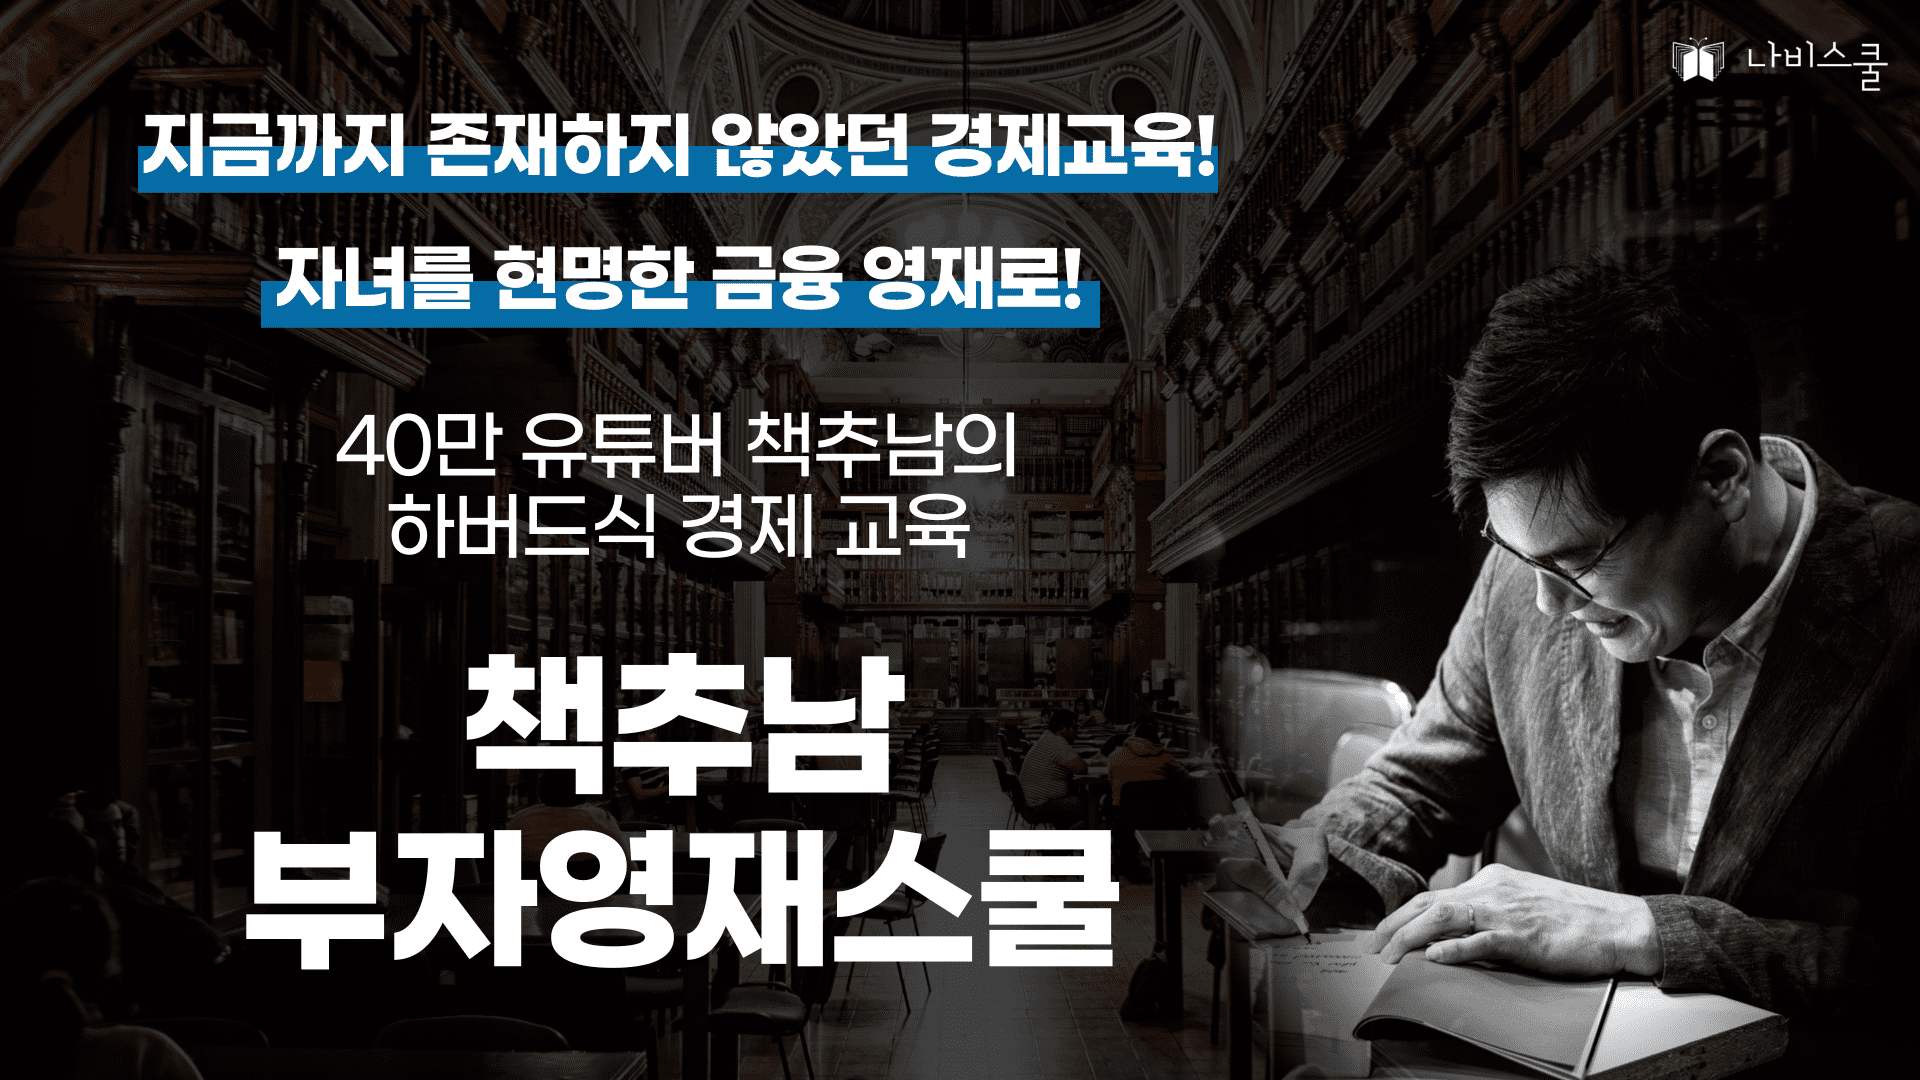 나비스쿨
지금까지 존재하지 않았던 경제교육!
자녀를 현명한 금융 영재로!
40만 유튜버 책추남의
하버드식 경제 교육
책추남
부자영재스쿨